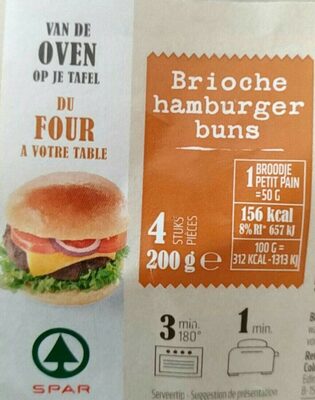 VAN DE
OVEN
OP JE TAFEL
DU
FOUR
A VOTRE TABLE
SPAR
Brioche
hamburger
buns
1 BROODJE
PETIT PAIN
=50 G
156 kcal
8% RI* 657 kJ
100 G =
312 KCAL-1313 KJ
4 STUKS
PIÈCES
200 g ℮
3 min.
180°
1 min.
Serveertip - Suggestion de présentation